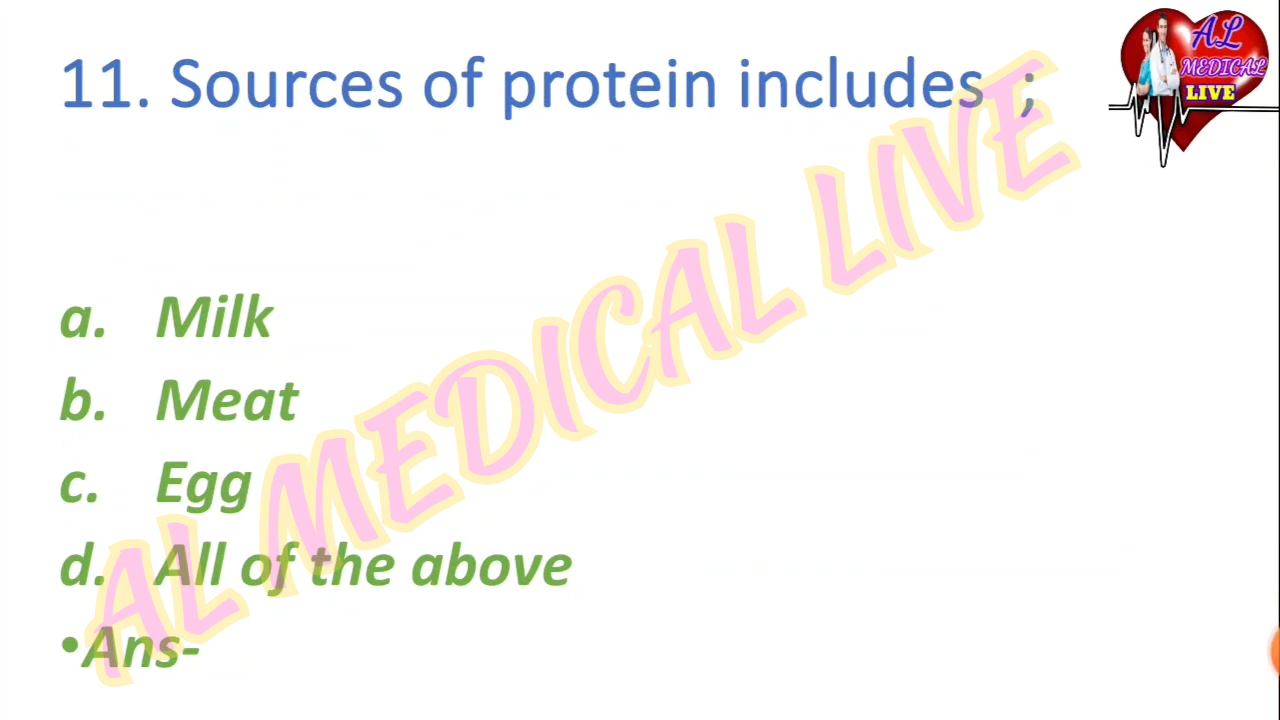 AL
MEDICAL
LIVE
11. Sources of protein includes ;
a. Milk
b. Meat
c. Egg
d. All of the above
•Ans-
AL MEDICAL LIVE